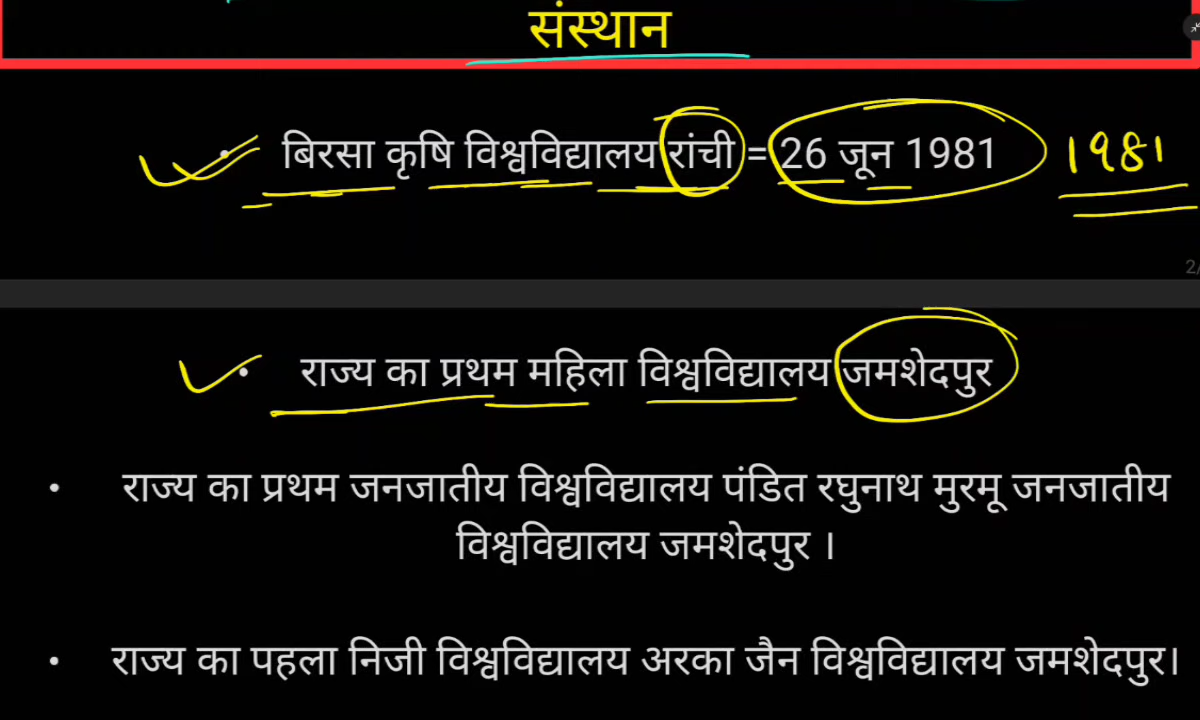 संस्थान
• बिरसा कृषि विश्वविद्यालय रांची = 26 जून 1981 1981
2/
• राज्य का प्रथम महिला विश्वविद्यालय जमशेदपुर
• राज्य का प्रथम जनजातीय विश्वविद्यालय पंडित रघुनाथ मुरमू जनजातीय
विश्वविद्यालय जमशेदपुर ।
• राज्य का पहला निजी विश्वविद्यालय अरका जैन विश्वविद्यालय जमशेदपुर।